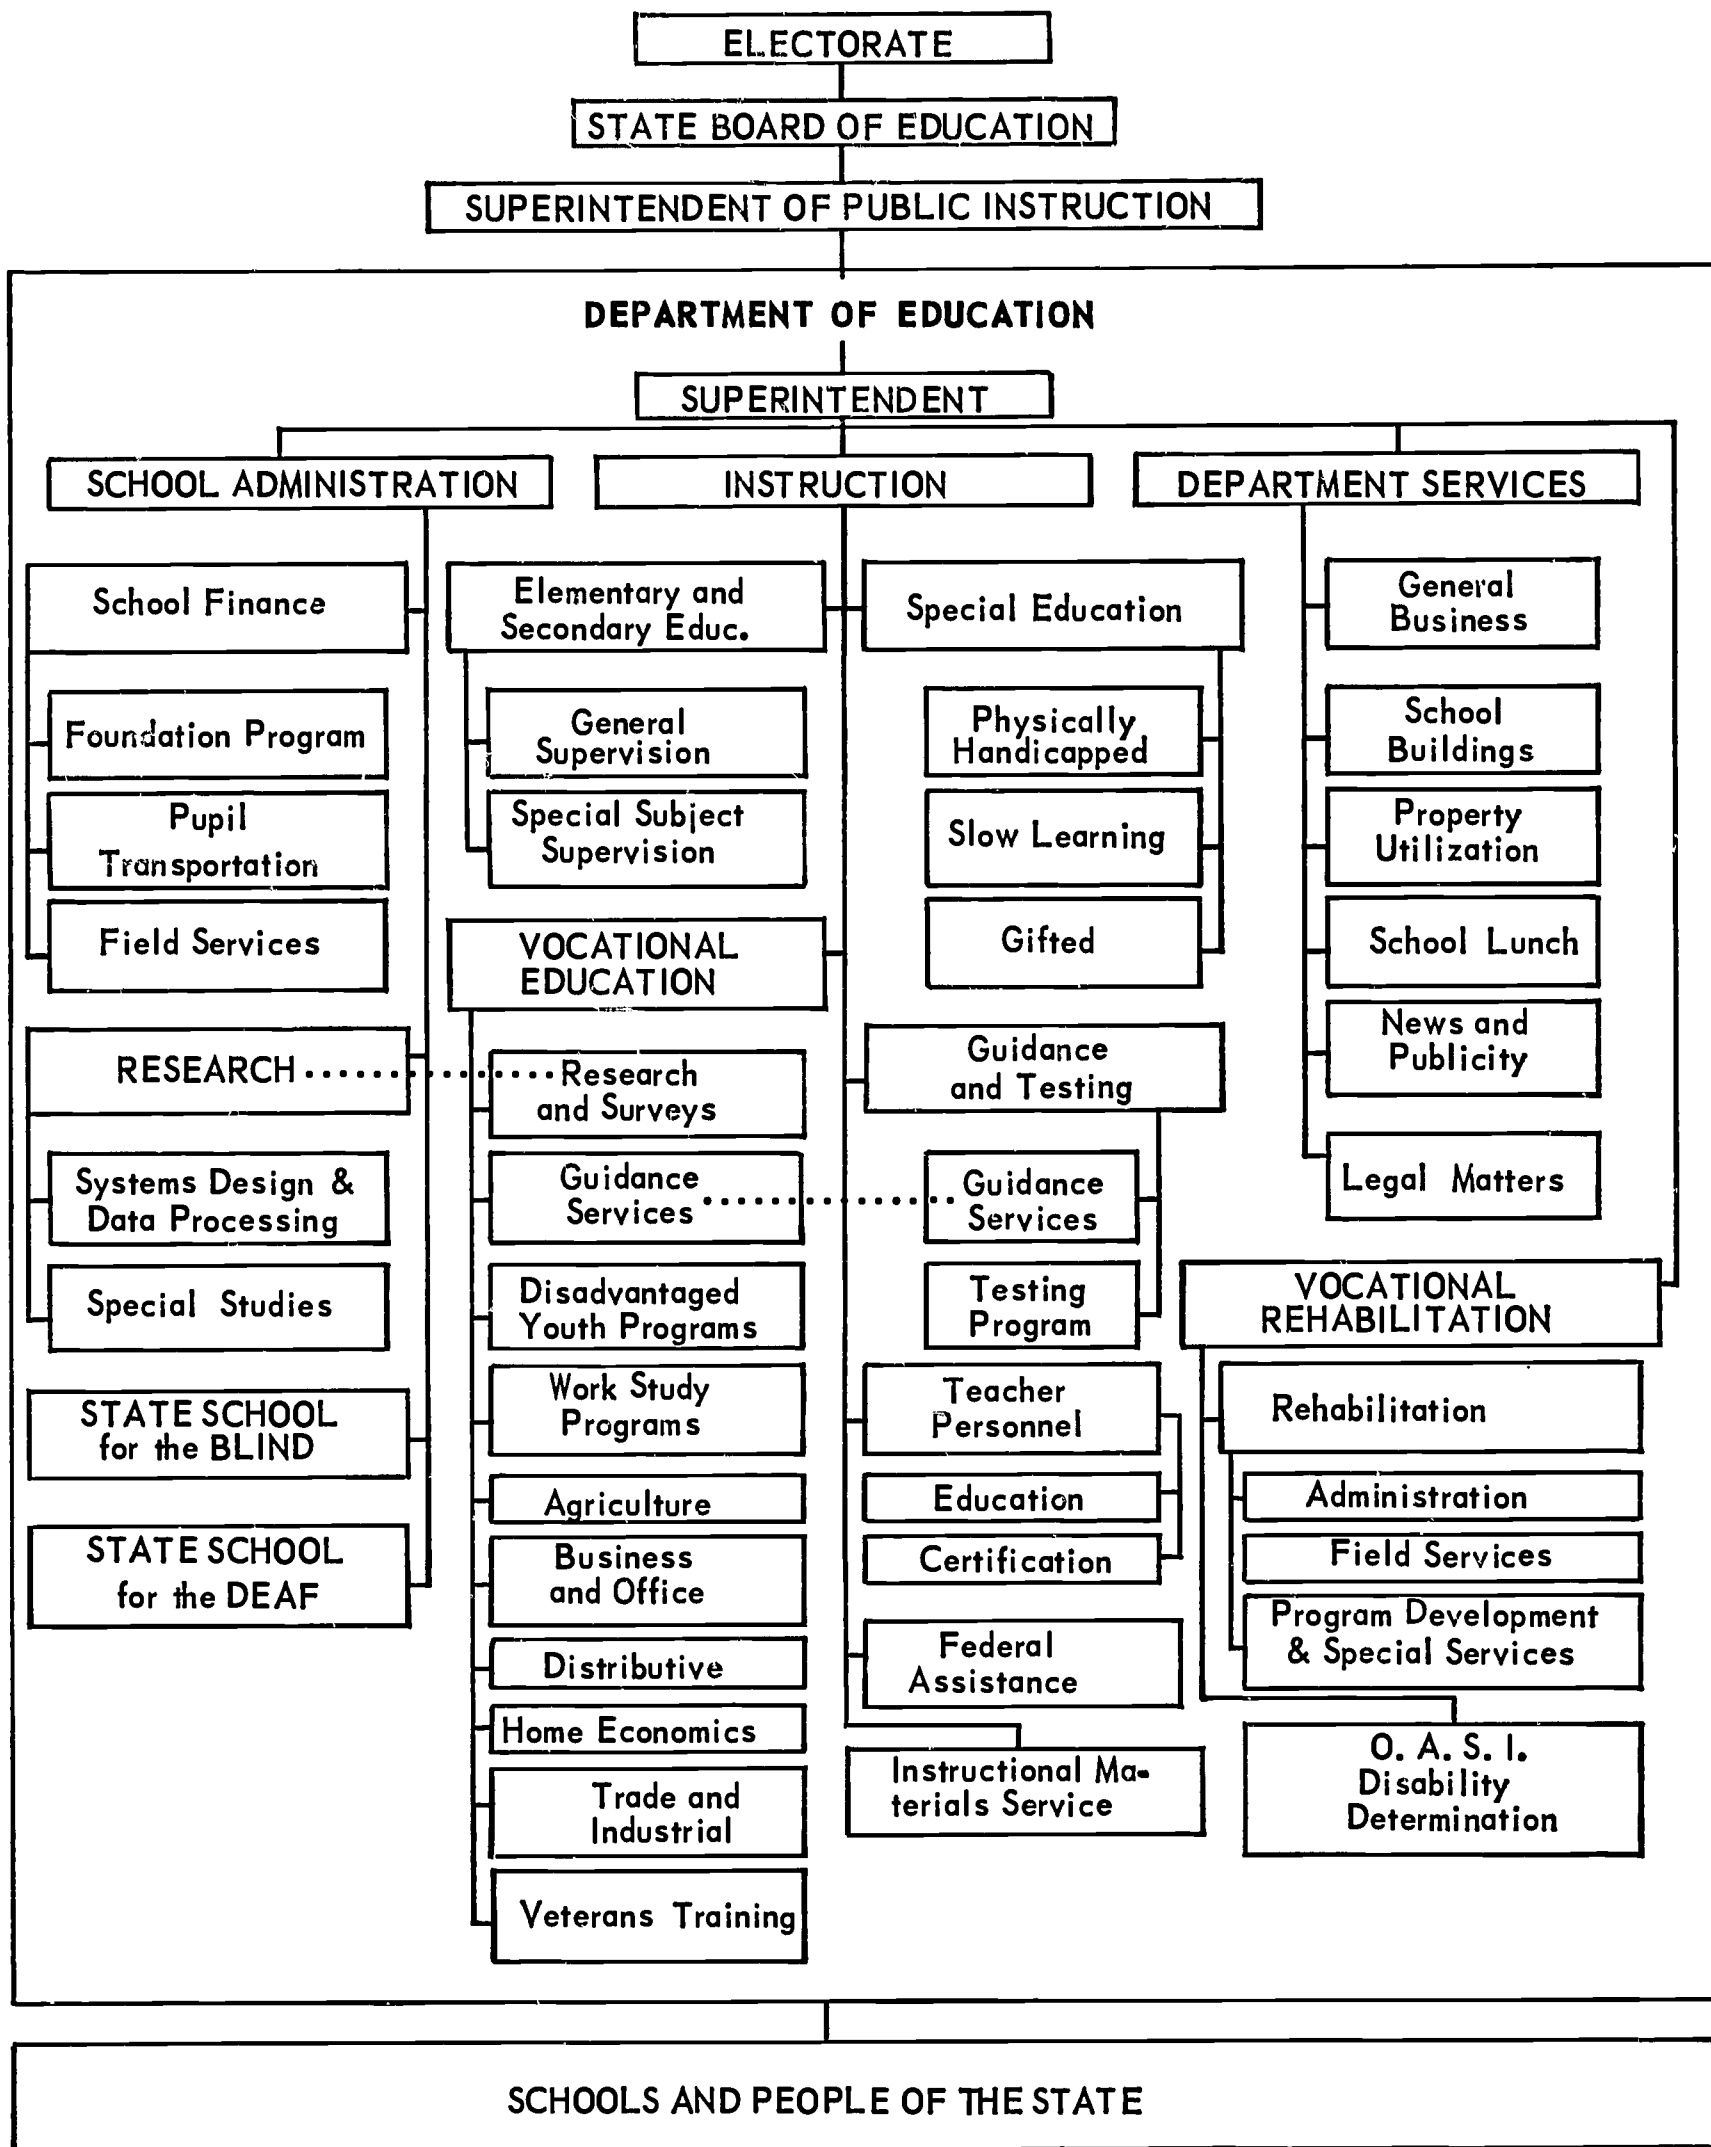 ELECTORATE
STATE BOARD OF EDUCATION
SUPERINTENDENT OF PUBLIC INSTRUCTION
DEPARTMENT OF EDUCATION
SUPERINTENDENT
SCHOOL ADMINISTRATION
School Finance
Foundation Program
Pupil
Transportation
Field Services
RESEARCH
Systems Design &
Data Processing
Special Studies
STATE SCHOOL
for the BLIND
STATE SCHOOL
for the DEAF
INSTRUCTION
Elementary and
Secondary Educ.
General
Supervision
Special Subject
Supervision
VOCATIONAL
EDUCATION
Research
and Surveys
Guidance
Services
Disadvantaged
Youth Programs
Work Study
Programs
Agriculture
Business
and Office
Distributive
Home Economics
Trade and
Industrial
Veterans Training
Special Education
Physically
Handicapped
Slow Learning
Gifted
Guidance
and Testing
Guidance
Services
Testing
Program
Teacher
Personnel
Education
Certification
Federal
Assistance
Instructional Ma-
terials Service
DEPARTMENT SERVICES
General
Business
School
Buildings
Property
Utilization
School Lunch
News and
Publicity
Legal Matters
VOCATIONAL
REHABILITATION
Rehabilitation
Administration
Field Services
Program Development
& Special Services
O. A. S. I.
Disability
Determination
SCHOOLS AND PEOPLE OF THE STATE